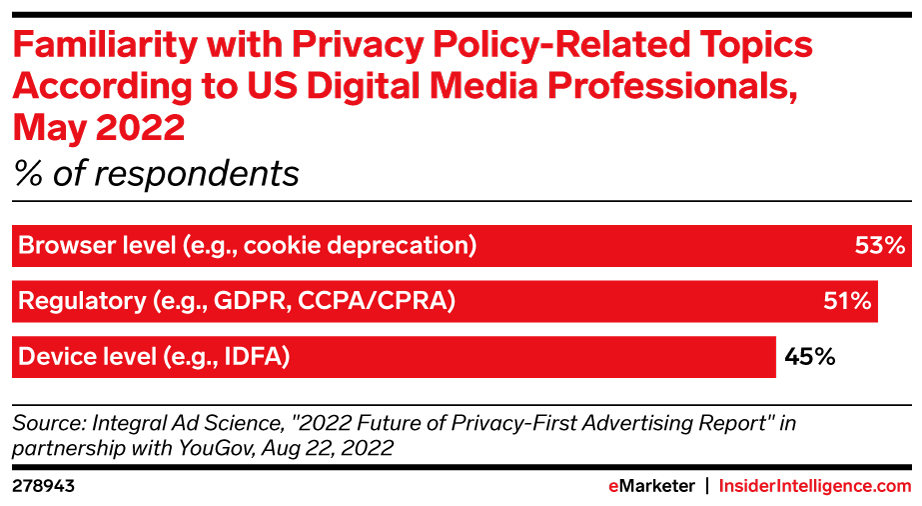 Familiarity with Privacy Policy-Related Topics
According to US Digital Media Professionals,
May 2022
% of respondents
Browser level (e.g., cookie deprecation) 53%
Regulatory (e.g., GDPR, CCPA/CPRA) 51%
Device level (e.g., IDFA) 45%
Source: Integral Ad Science, "2022 Future of Privacy-First Advertising Report" in
partnership with YouGov, Aug 22, 2022
278943 eMarketer | InsiderIntelligence.com